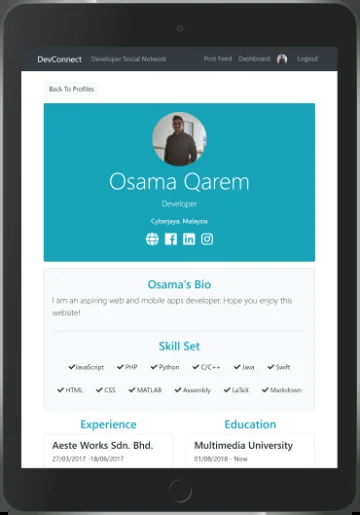 DevConnect Developer Social Network Post Feed Dashboard Logout
Back To Profiles
Osama Qarem
Developer
Cyberjaya, Malaysia
Osama's Bio
I am an aspiring web and mobile apps developer. Hope you enjoy this
website!
Skill Set
JavaScript PHP Python C/C++ Java Swift
HTML CSS MATLAB Assembly LaTeX Markdown
Experience Education
Aeste Works Sdn. Bhd. Multimedia University
27/03/2017 -18/06/2017 01/08/2018 - Now